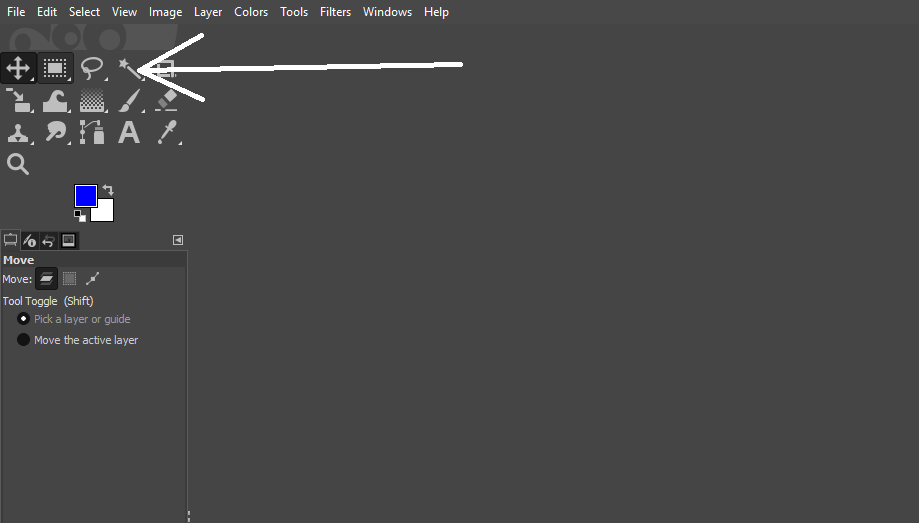 File Edit Select View Image Layer Colors Tools Filters Windows Help
Move
Move:
Tool Toggle  (Shift)
Pick a layer or guide
Move the active layer